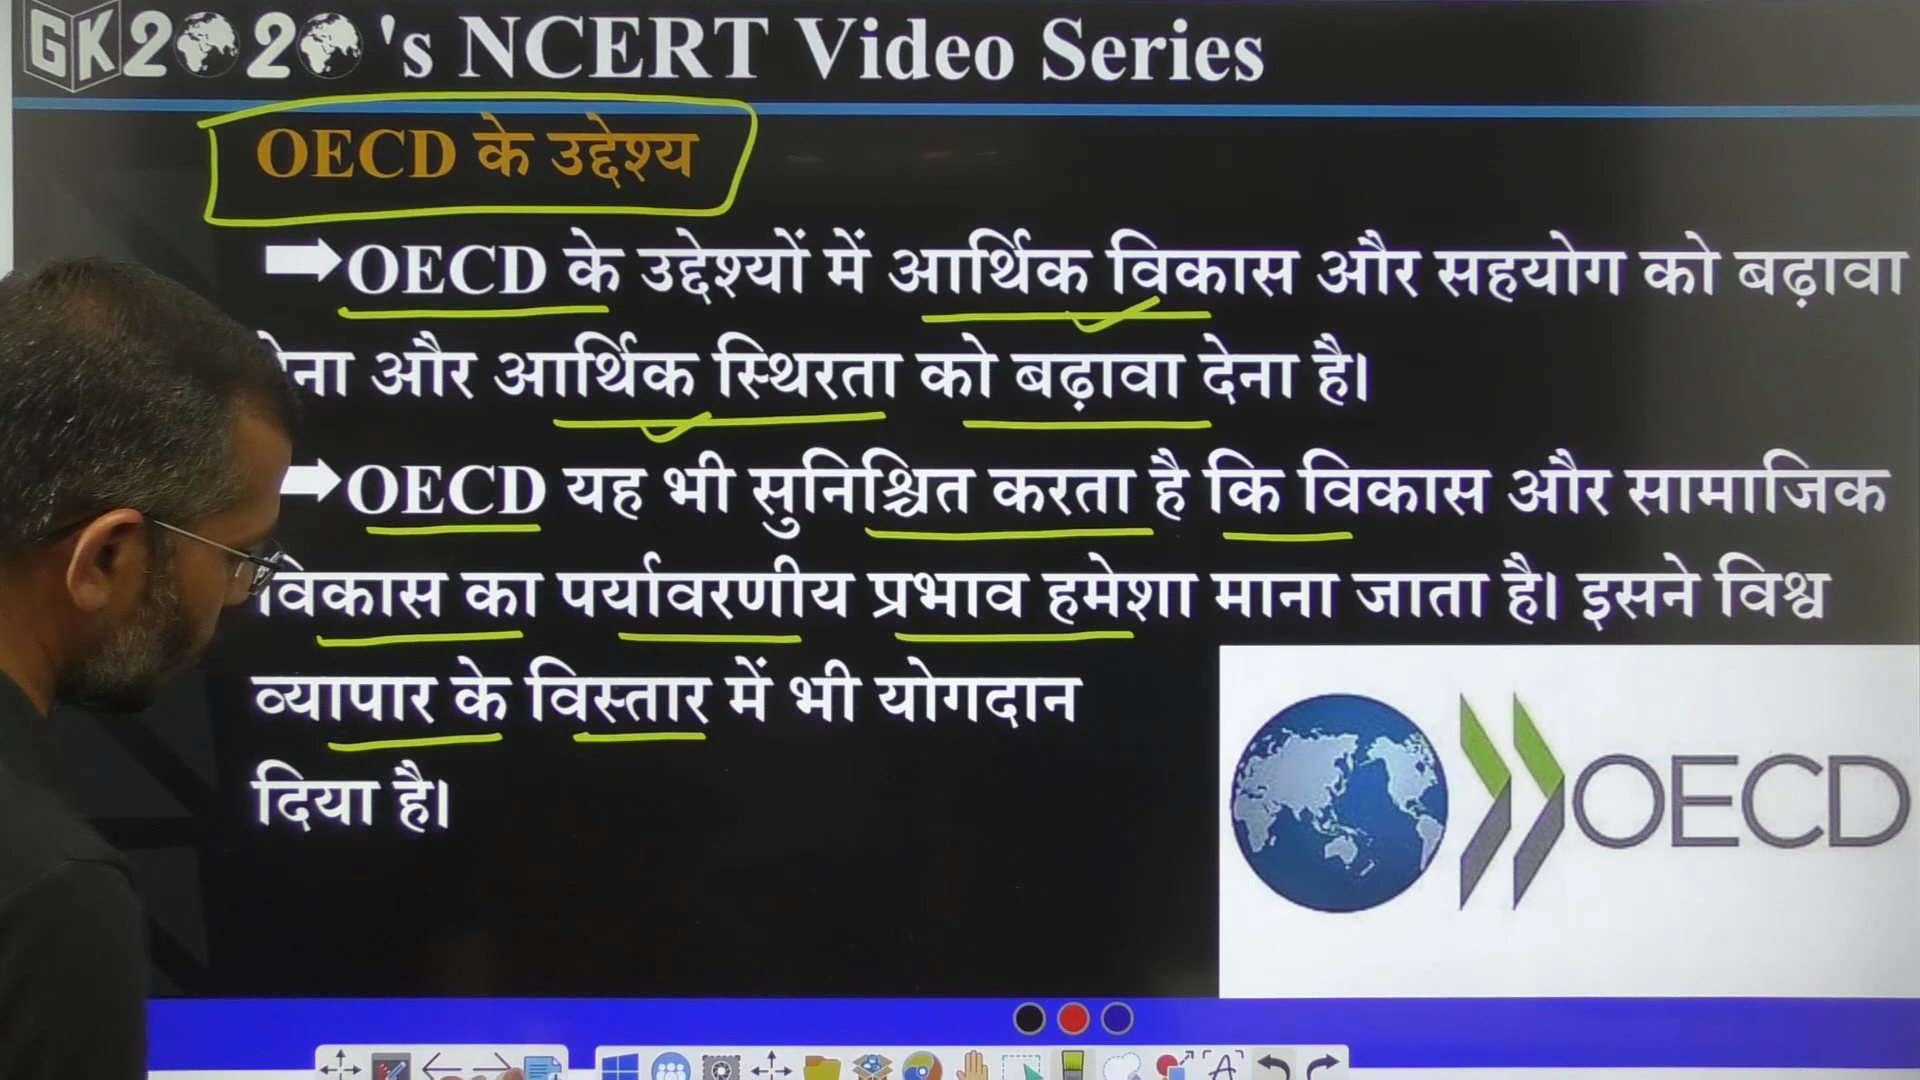 GK2020's NCERT Video Series
OECD के उद्देश्य
OECD के उद्देश्यों में आर्थिक विकास और सहयोग को बढ़ावा
और आर्थिक स्थिरता को बढ़ावा देना है।
OECD यह भी सुनिश्चित करता है कि विकास और सामाजिक
विकास का पर्यावरणीय प्रभाव हमेशा माना जाता है। इसने विश्व
व्यापार के विस्तार में भी योगदान
दिया है।
OECD